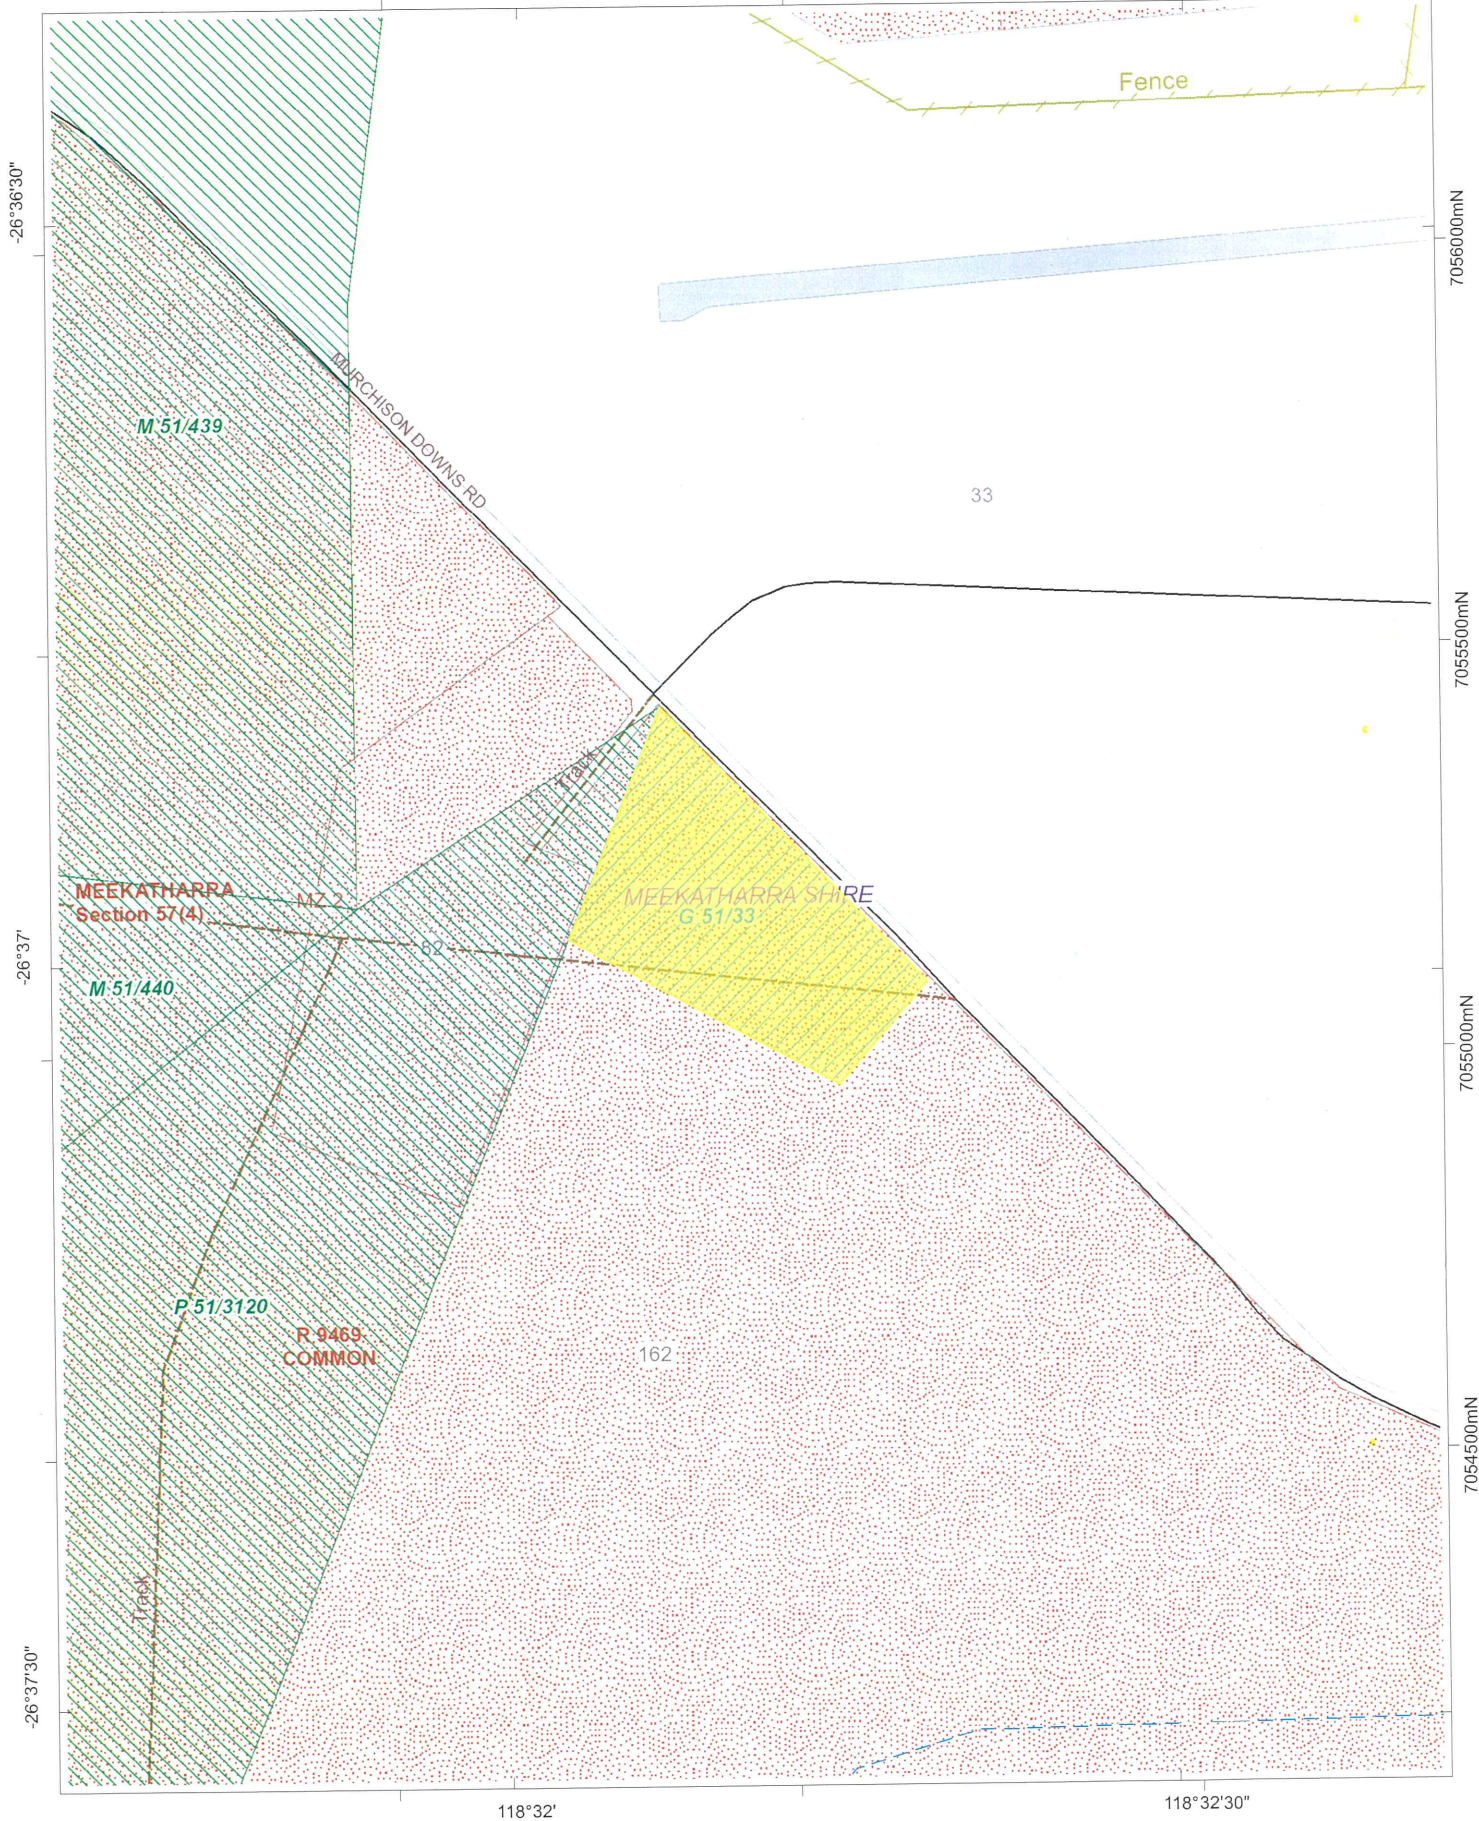 Fence
-26°36'30"
7056000mN
MURCHISON DOWNS RD
M 51/439
33
7055500mN
Track
MEEKATHARRA
Section 57(4)
MZ 2
MEEKATHARRA SHIRE
G 51/33
82
-26°37'
M 51/440
7055000mN
P 51/3120
R 9469
COMMON
162
7054500mN
Track
-26°37'30"
118°32'
118°32'30"